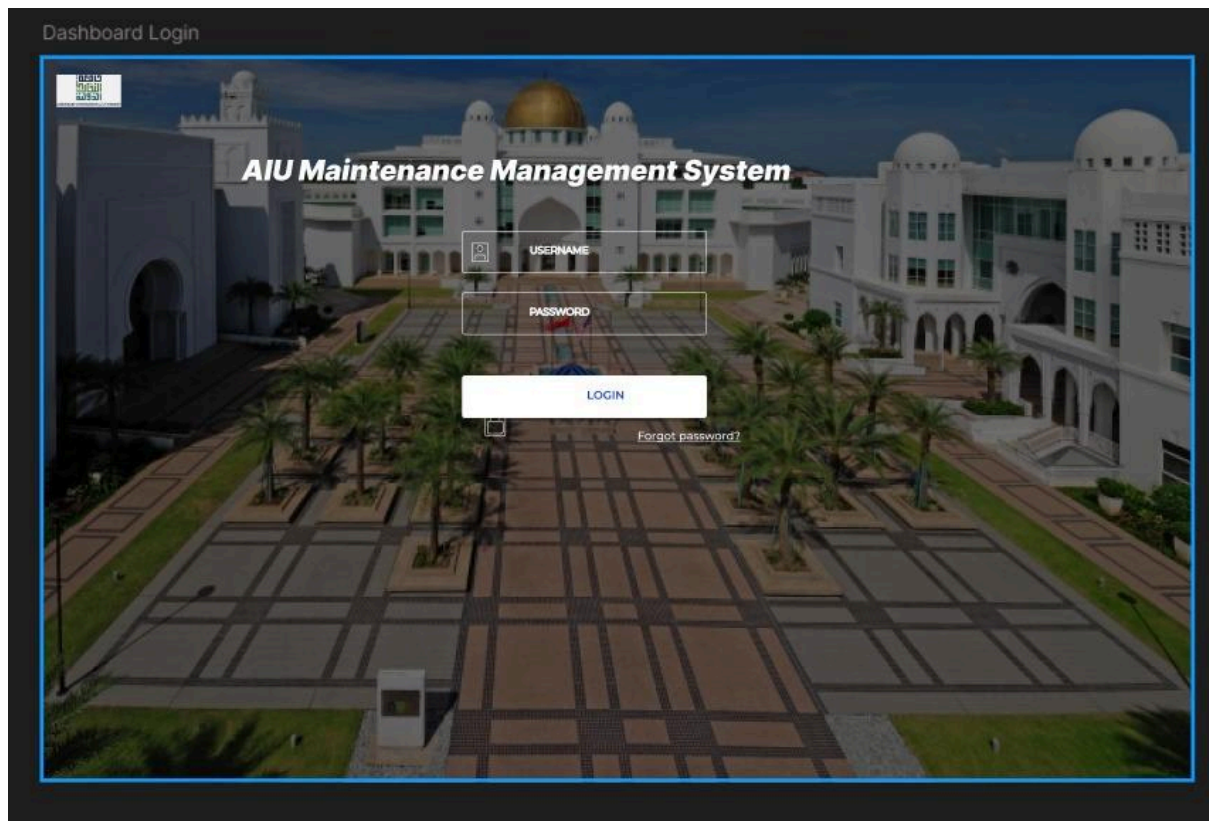 Dashboard Login
AIU Maintenance Management System
USERNAME
PASSWORD
LOGIN
Forgot password?